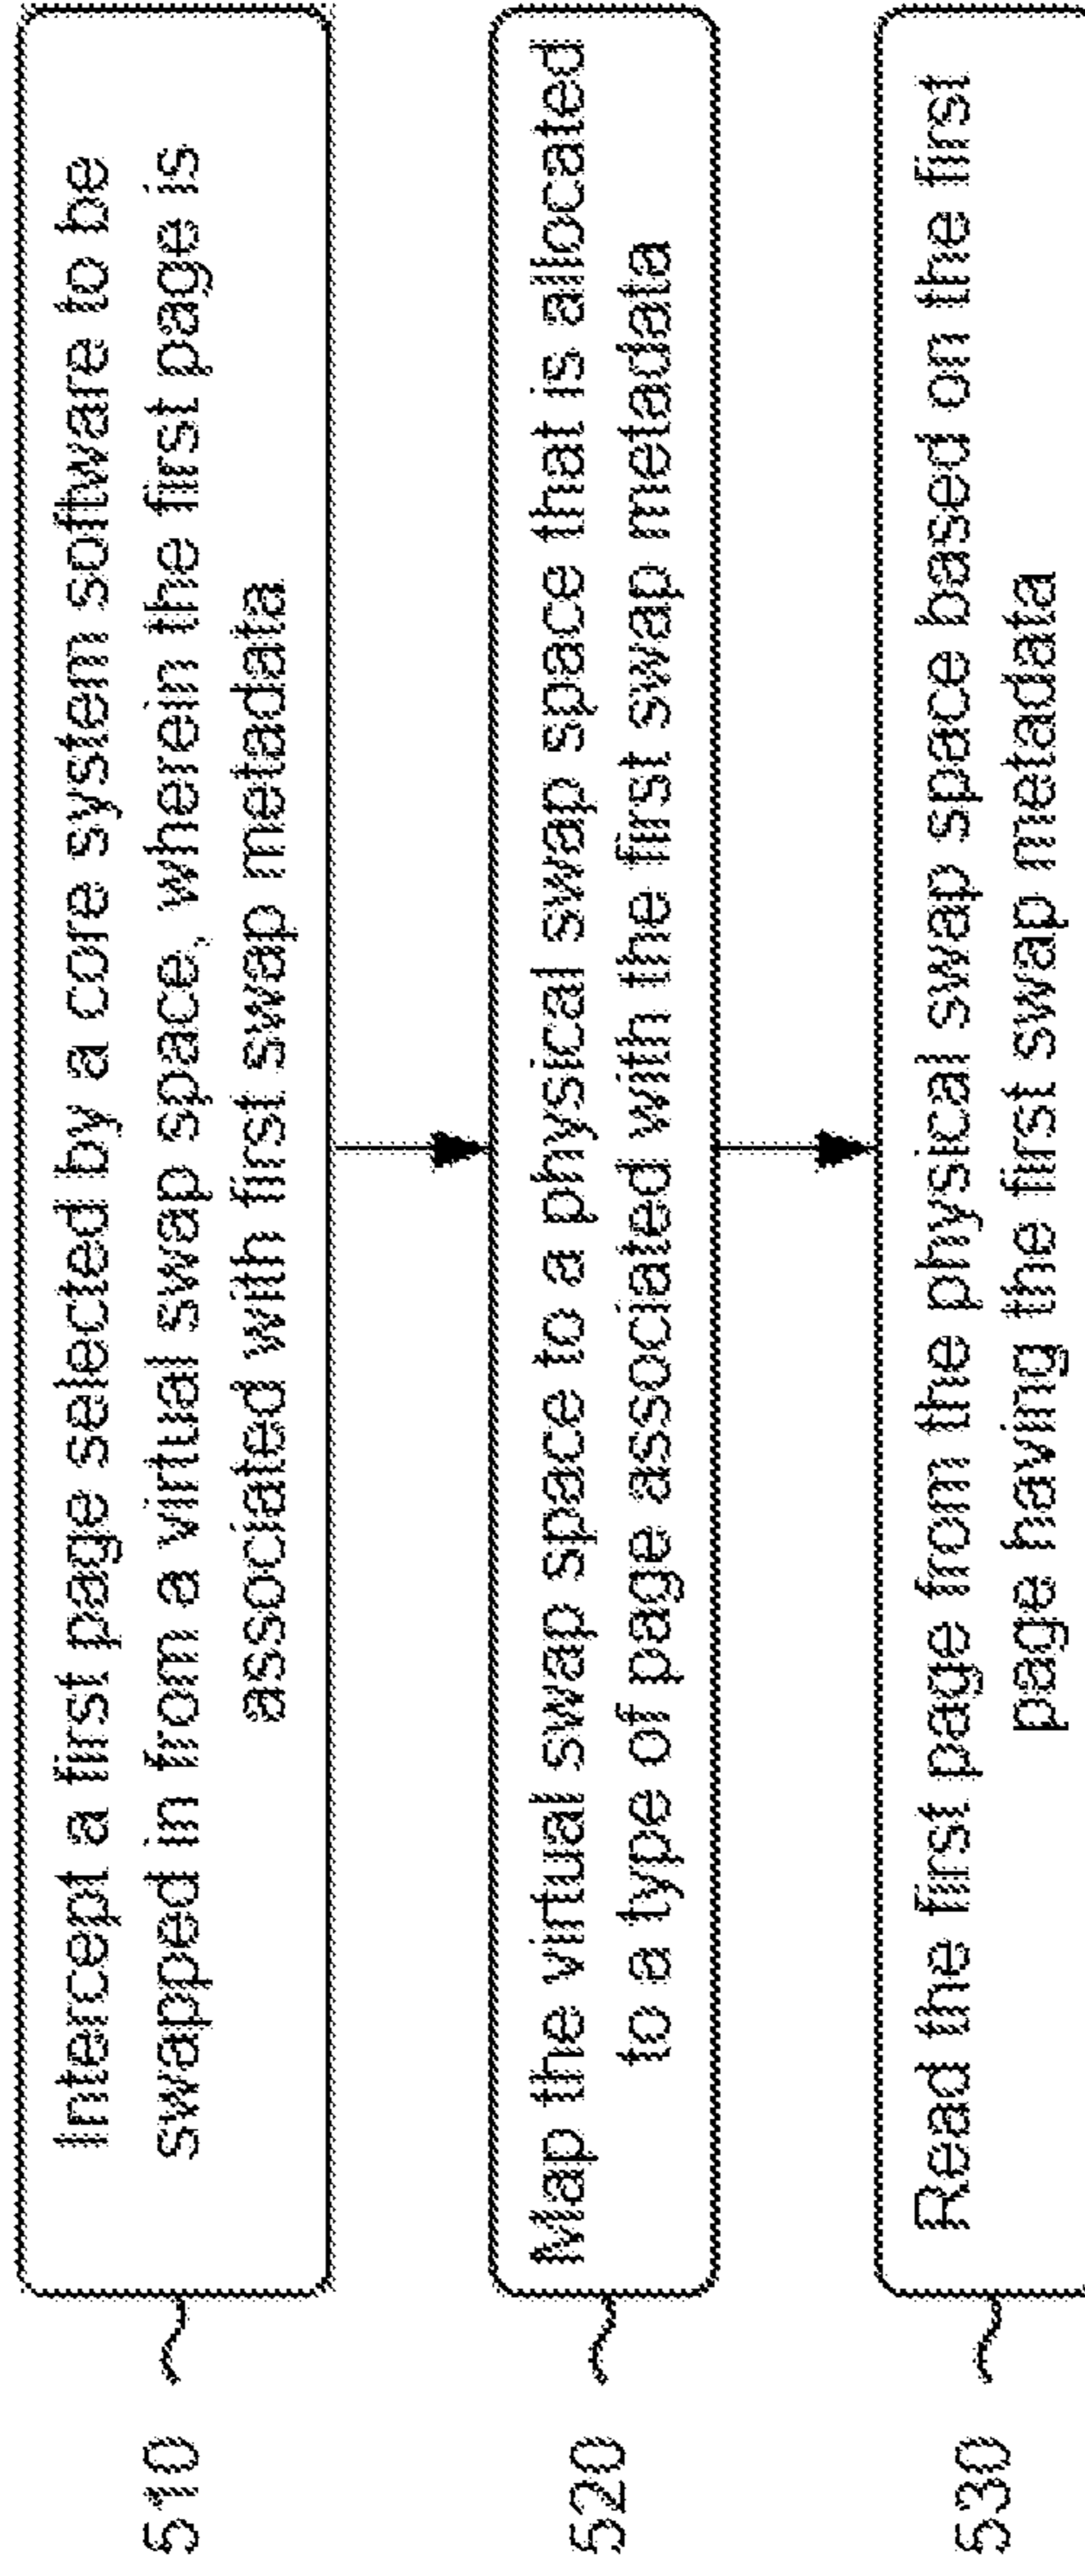 510
Intercept a first page selected by a core system software to be
swapped in from a virtual swap space, wherein the first page is
associated with first swap metadata
520
Map the virtual swap space to a physical swap space that is allocated
to a type of page associated with the first swap metadata
530
Read the first page from the physical swap space based on the first
page having the first swap metadata